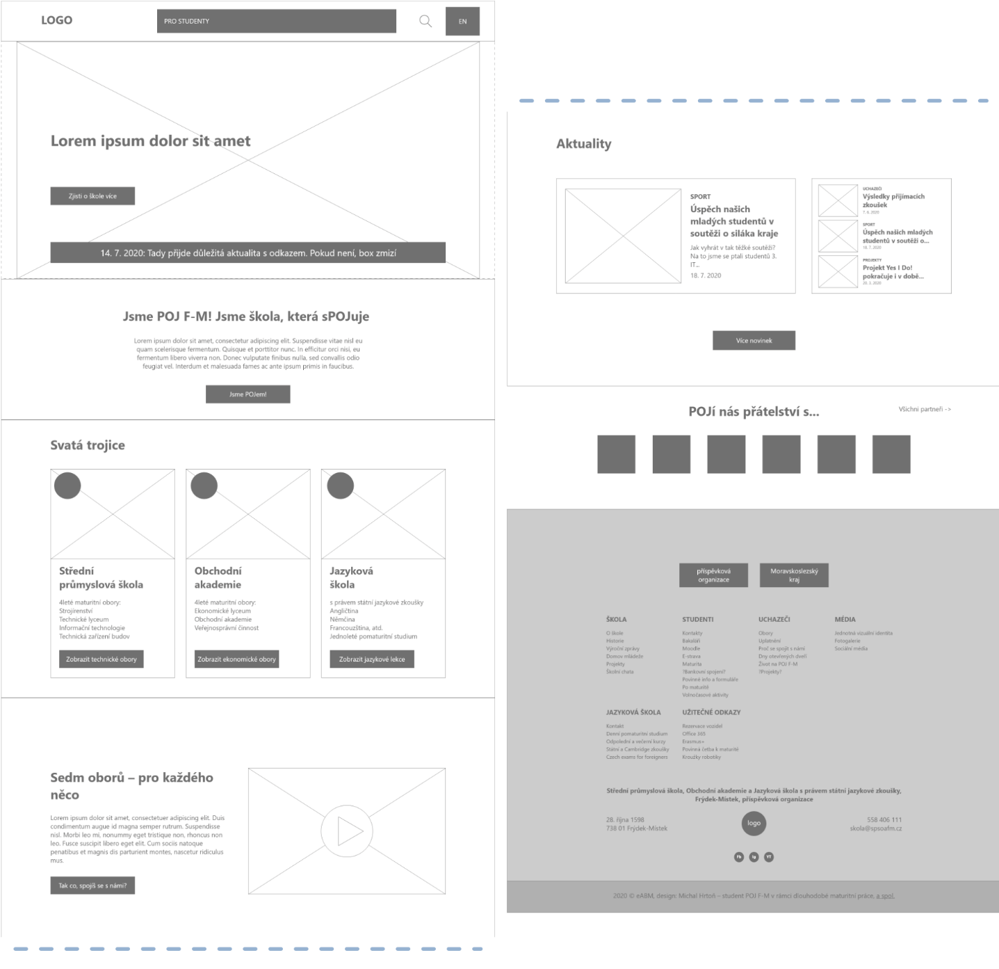 LOGO
PRO STUDENTY
EN
Lorem ipsum dolor sit amet
Zjisti o škole více
14. 7. 2020: Tady přijde důležitá aktualita s odkazem. Pokud není, box zmizí
Jsme POJ F-M! Jsme škola, která sPOJuje
Lorem ipsum dolor sit amet, consectetur adipiscing elit. Suspendisse vitae nisl eu
quam scelerisque fermentum. Quisque et porttitor nunc. In efficitur orci nisi, eu
fermentum libero viverra non. Donec vulputate finibus nulla, sed convallis odio
feugiat vel. Interdum et malesuada fames ac ante ipsum primis in faucibus.
Jsme POJem!
Svatá trojice
Střední
průmyslová škola
4leté maturitní obory:
Strojírenství
Technické lyceum
Informační technologie
Technická zařízení budov
Zobrazit technické obory
Obchodní
akademie
4leté maturitní obory:
Ekonomické lyceum
Obchodní akademie
Veřejnosprávní činnost
Zobrazit ekonomické obory
Jazyková
škola
s právem státní jazykové zkoušky
Angličtina
Němčina
Francouzština, atd.
Jednoleté pomaturitní studium
Zobrazit jazykové lekce
Sedm oborů – pro každého
něco
Lorem ipsum dolor sit amet, consectetuer adipiscing elit. Duis
condimentum augue id magna semper rutrum. Suspendisse
nisl. Morbi leo mi, nonummy eget tristique non, rhoncus non
leo. Fusce suscipit libero eget elit. Cum sociis natoque
penatibus et magnis dis parturient montes, nascetur ridiculus
mus.
Tak co, spojíš se s námi?
Aktuality
SPORT
Úspěch našich
mladých studentů v
soutěži o siláka kraje
Jak vyhrát v tak těžké soutěži?
Na to jsme se ptali studentů 3.
IT...
18. 7. 2020
UCHAZEČI
Výsledky přijímacích
zkoušek
7. 6. 2020
SPORT
Úspěch našich mladých
studentů v soutěži o...
18. 7. 2020
PROJEKTY
Projekt Yes I Do!
pokračuje i v době...
20. 3. 2020
Více novinek
POJí nás přátelství s...
Všichni partneři ->
příspěvková
organizace
Moravskoslezský
kraj
ŠKOLA
O škole
Historie
Výroční zprávy
Domov mládeže
Projekty
Školní chata
STUDENTI
Kontakty
Bakaláři
Moodle
E-strava
Maturita
?Bankovní spojení?
Povinné info a formuláře
Po maturitě
Volnočasové aktivity
UCHAZEČI
Obory
Uplatnění
Proč se spojit s námi
Dny otevřených dveří
Život na POJ F-M
?Projekty?
MÉDIA
Jednotná vizuální identita
Fotogalerie
Sociální média
JAZYKOVÁ ŠKOLA
Kontakt
Denní pomaturitní studium
Odpolední a večerní kurzy
Státní a Cambridge zkoušky
Czech exams for foreigners
UŽITEČNÉ ODKAZY
Rezervace vozidel
Office 365
Erasmus+
Povinná četba k maturitě
Kroužky robotiky
Střední průmyslová škola, Obchodní akademie a Jazyková škola s právem státní jazykové zkoušky,
Frýdek-Místek, příspěvková organizace
28. října 1598
738 01 Frýdek-Místek
logo
558 406 111
skola@spsoafm.cz
Fb
Ig
YT
2020 © eABM, design: Michal Hrtoň – student POJ F-M v rámci dlouhodobé maturitní práce, a spol.